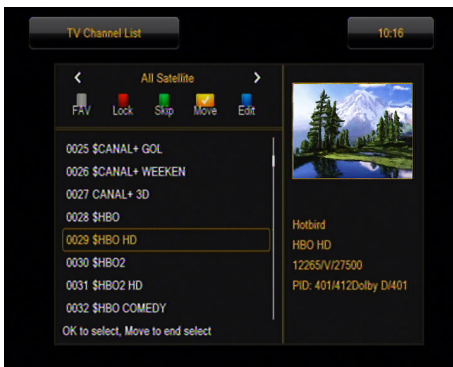 TV Channel List
10:16
All Satellite
FAV Lock Skip Move Edit
0025 $CANAL+ GOL
0026 $CANAL+ WEEKEN
0027 CANAL+ 3D
0028 $HBO
0029 $HBO HD
0030 $HBO2
0031 $HBO2 HD
0032 $HBO COMEDY
OK to select, Move to end select
Hotbird
HBO HD
12265/V/27500
PID: 401/412Dolby D/401